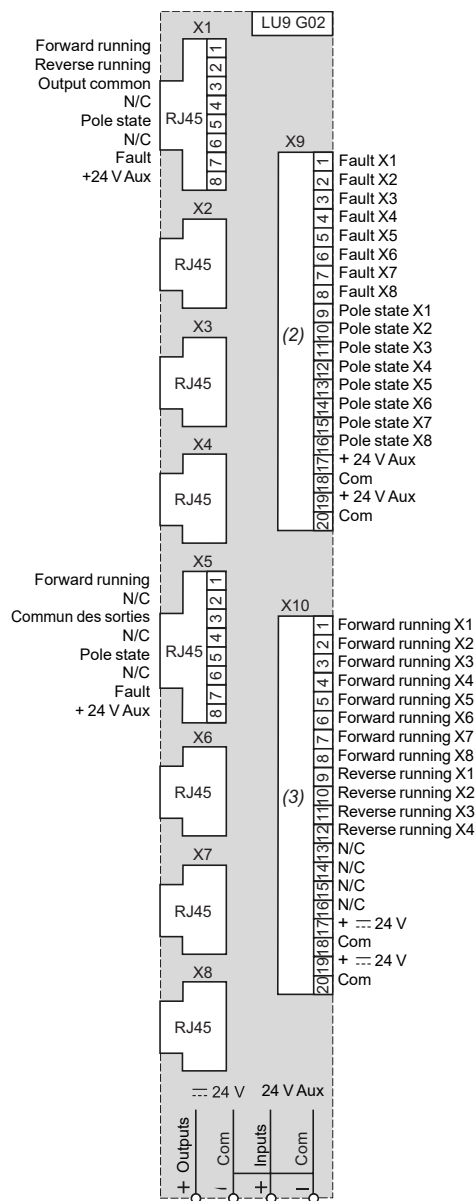 LU9 G02
X1
Forward running 1
Reverse running 2
Output common 3
N/C 4
Pole state 5
N/C 6
Fault 7
+24 V Aux 8
RJ45
X2
RJ45
X3
RJ45
X4
RJ45
X5
Forward running 1
N/C 2
Commun des sorties 3
N/C 4
Pole state 5
N/C 6
Fault 7
+ 24 V Aux 8
RJ45
X6
RJ45
X7
RJ45
X8
RJ45
X9
(2)
1 Fault X1
2 Fault X2
3 Fault X3
4 Fault X4
5 Fault X5
6 Fault X6
7 Fault X7
8 Fault X8
9 Pole state X1
10 Pole state X2
11 Pole state X3
12 Pole state X4
13 Pole state X5
14 Pole state X6
15 Pole state X7
16 Pole state X8
17 + 24 V Aux
18 Com
19 + 24 V Aux
20 Com
X10
(3)
1 Forward running X1
2 Forward running X2
3 Forward running X3
4 Forward running X4
5 Forward running X5
6 Forward running X6
7 Forward running X7
8 Forward running X8
9 Reverse running X1
10 Reverse running X2
11 Reverse running X3
12 Reverse running X4
13 N/C
14 N/C
15 N/C
16 N/C
17 + ⎓ 24 V
18 Com
19 + ⎓ 24 V
20 Com
⎓ 24 V
24 V Aux
+ Outputs
– Com
+ Inputs
– Com